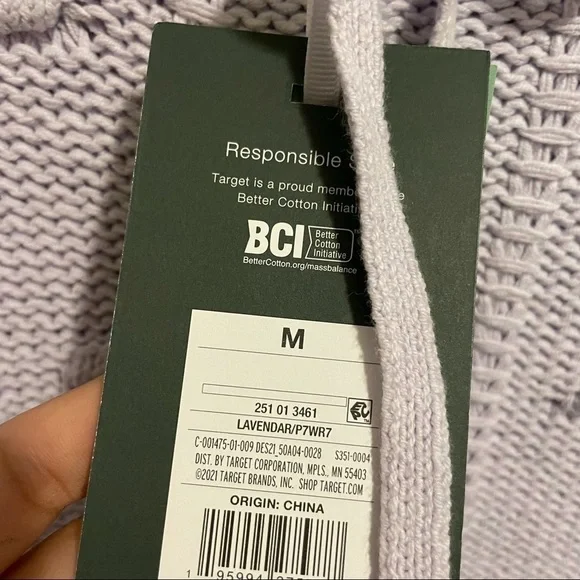 Responsible
Target is a proud
Better Cotton
BCI Better
Cotton
Initiative
BetterCotton.org/massbalance
M
251 01 3461
LAVENDAR/P7WR7
C-001475-01-009 DES21_50A04-0028 S351-0004
DIST. BY TARGET CORPORATION, MPLS., MN 55403
©2021 TARGET BRANDS, INC. SHOP TARGET.COM
ORIGIN: CHINA
1 95994